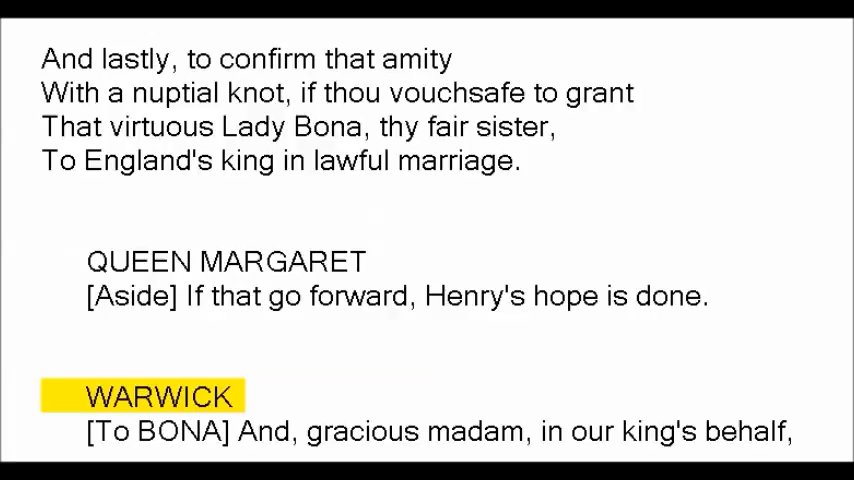 And lastly, to confirm that amity
With a nuptial knot, if thou vouchsafe to grant
That virtuous Lady Bona, thy fair sister,
To England's king in lawful marriage.
QUEEN MARGARET
[Aside] If that go forward, Henry's hope is done.
WARWICK
[To BONA] And, gracious madam, in our king's behalf,